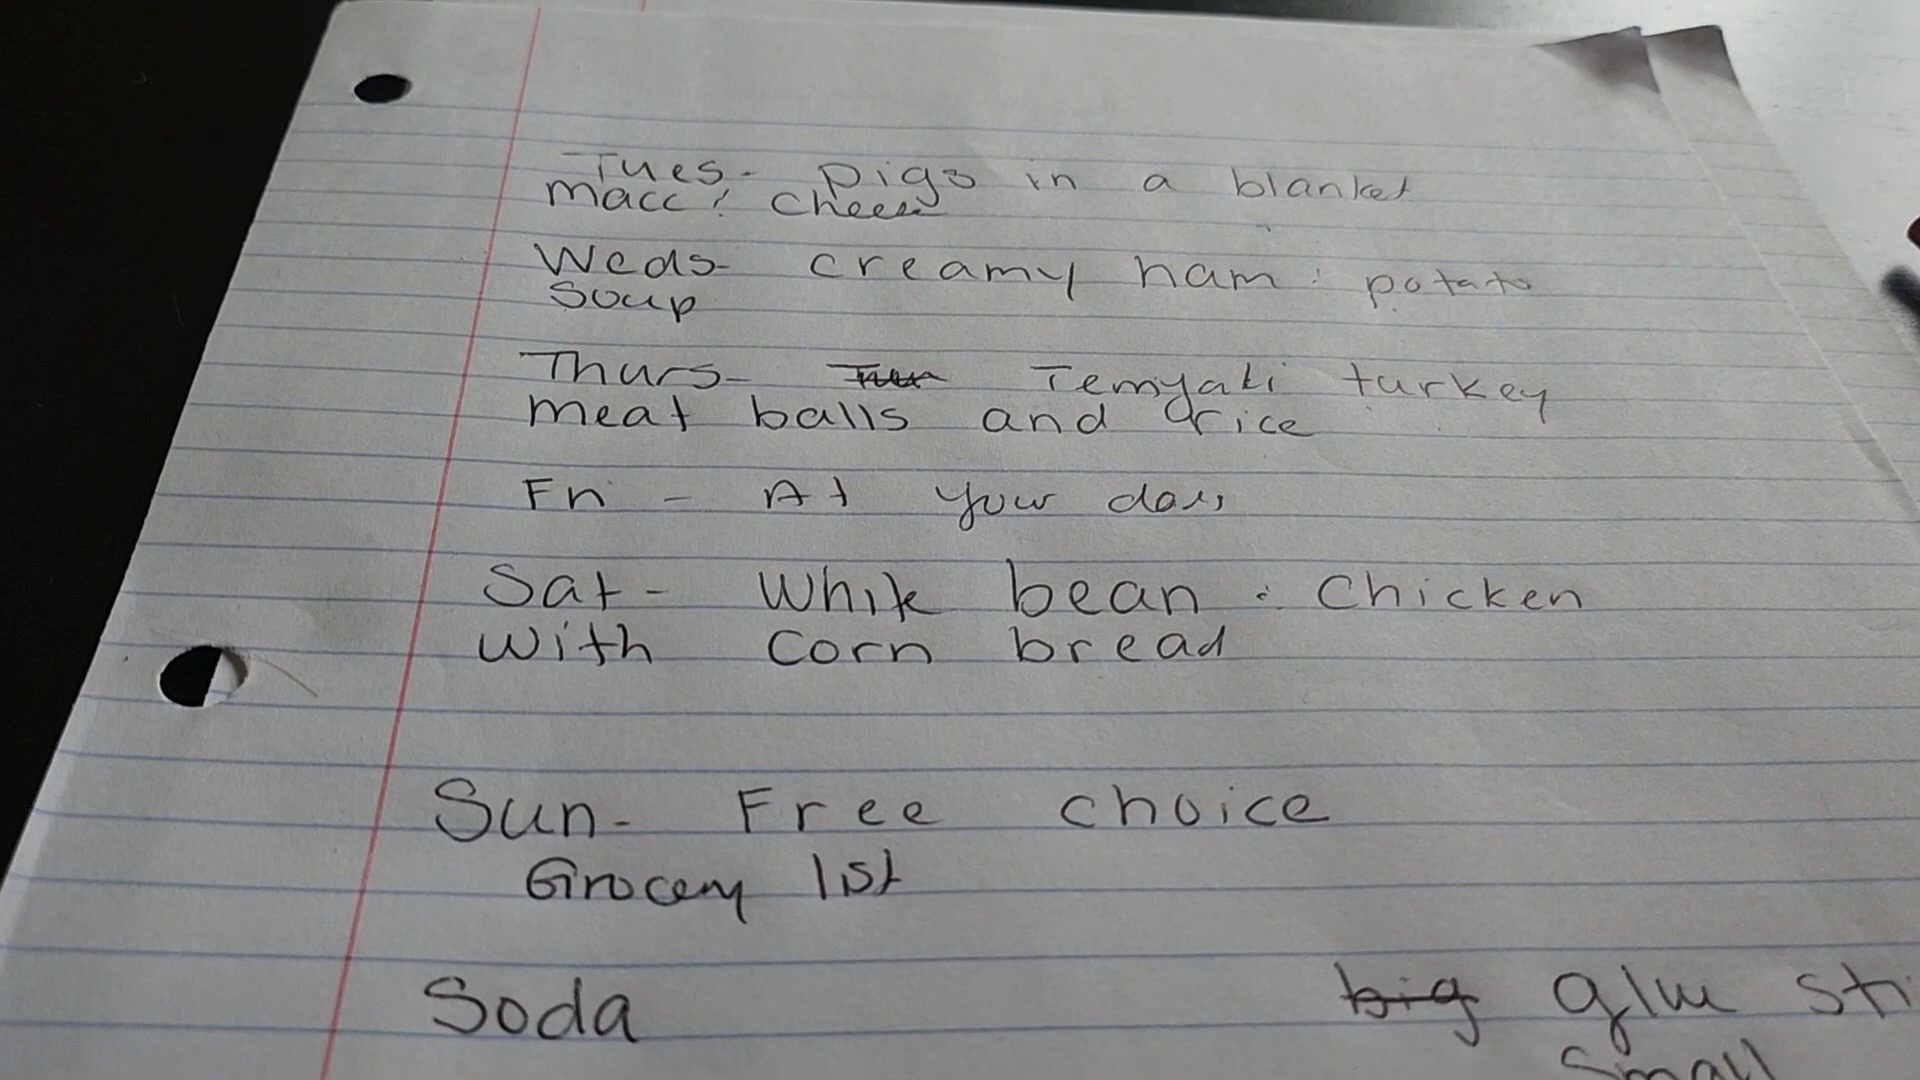 Tues- Pigs in a blanket
macc & cheese
Weds- creamy ham & potato
Soup
Thurs- Teriyaki turkey
meat balls and rice
Fri - At your dads
Sat- White bean & Chicken
with corn bread
Sun- Free choice
Grocery list
Soda big glue sti
Small